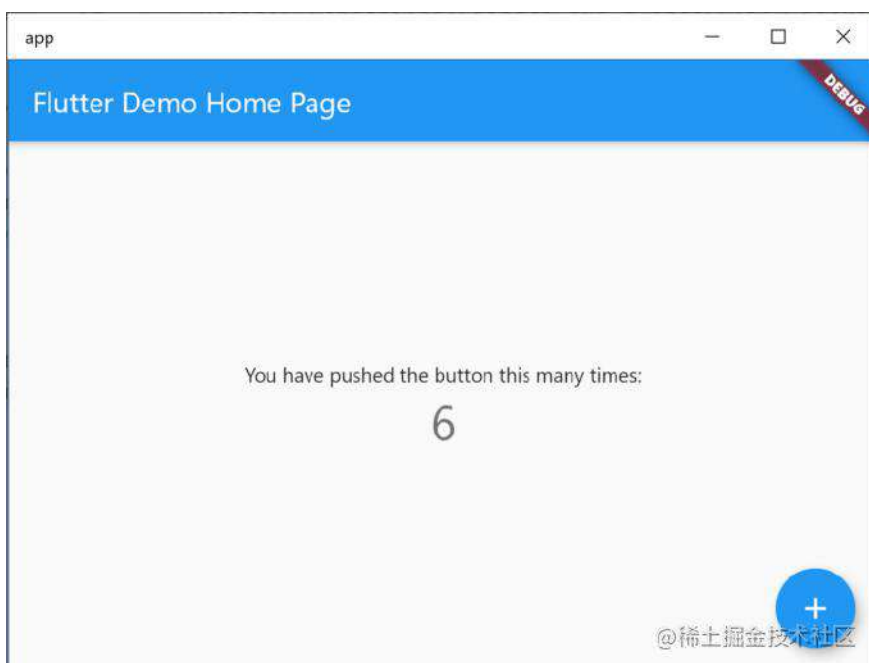 app
Flutter Demo Home Page
DEBUG
You have pushed the button this many times:
6
@稀土掘金技术社区